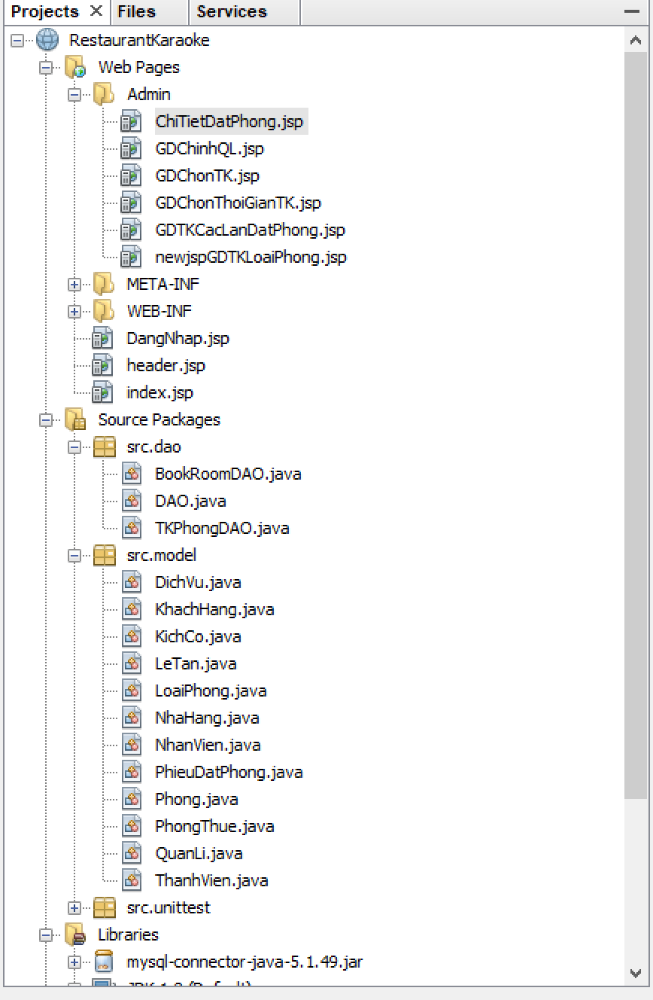 Projects Files Services
RestaurantKaraoke
Web Pages
Admin
ChiTietDatPhong.jsp
GDChinhQL.jsp
GDChonTK.jsp
GDChonThoiGianTK.jsp
GDTKCacLanDatPhong.jsp
newjspGDTKLoaiPhong.jsp
META-INF
WEB-INF
DangNhap.jsp
header.jsp
index.jsp
Source Packages
src.dao
BookRoomDAO.java
DAO.java
TKPhongDAO.java
src.model
DichVu.java
KhachHang.java
KichCo.java
LeTan.java
LoaiPhong.java
NhaHang.java
NhanVien.java
PhieuDatPhong.java
Phong.java
PhongThue.java
QuanLi.java
ThanhVien.java
src.unittest
Libraries
mysql-connector-java-5.1.49.jar